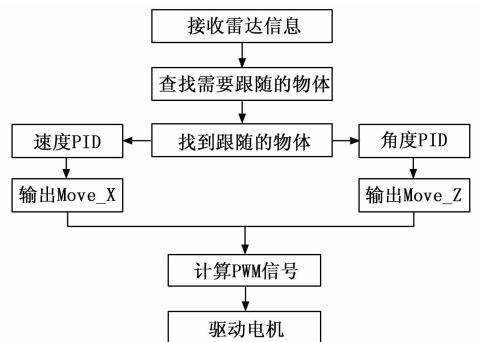 接收雷达信息
查找需要跟随的物体
速度PID
找到跟随的物体
角度PID
输出Move_X
输出Move_Z
计算PWM信号
驱动电机